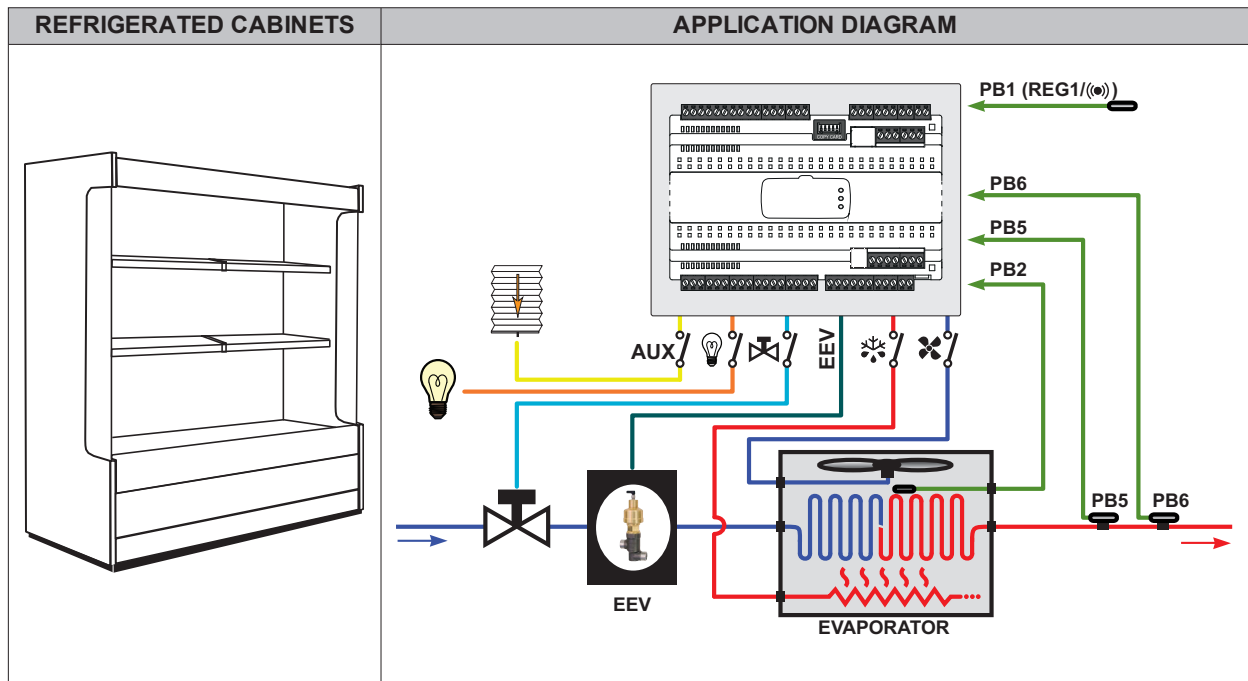 REFRIGERATED CABINETS
APPLICATION DIAGRAM
PB1 (REG1/((●)))
COPY CARD
PB6
PB5
PB2
AUX
EEV
PB5
PB6
EEV
EVAPORATOR